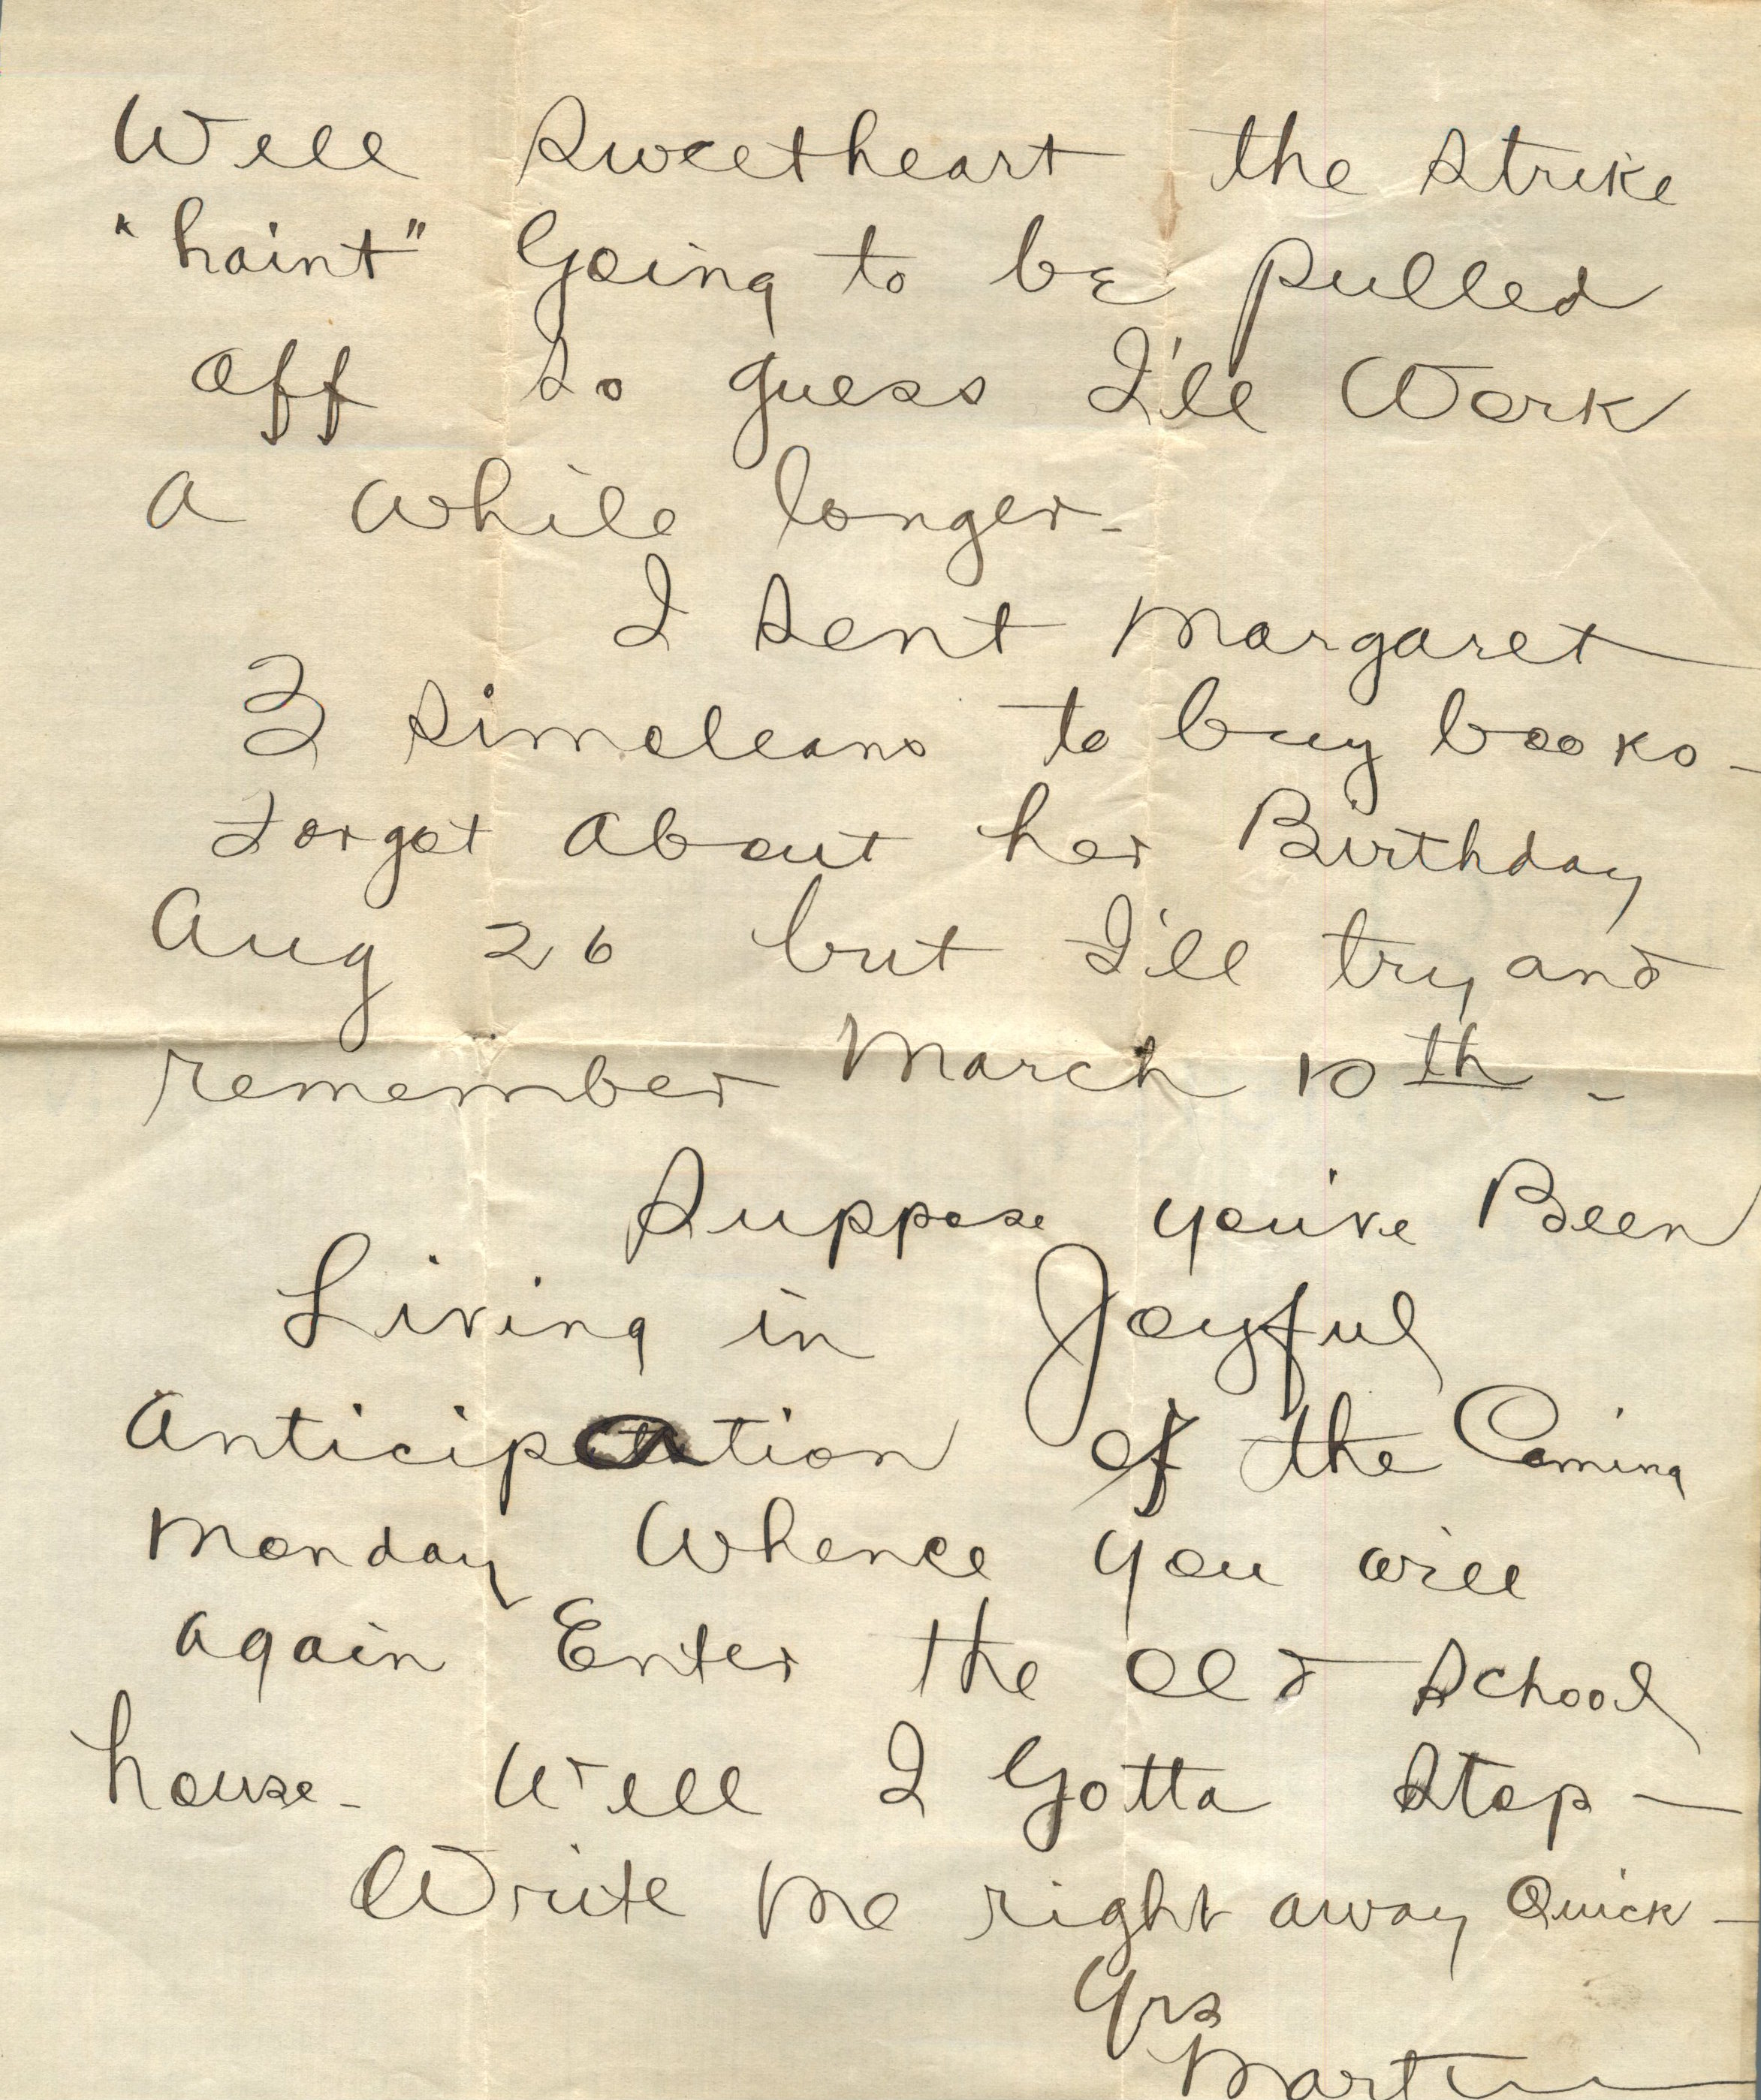 Well Sweetheart the strike
"haint" Going to be pulled
off so guess I'll Work
a while longer-
I sent Margaret
3 simoleans to buy books-
Forgot about her Birthday
Aug 26 but I'll try and
remember March 10th -
Suppose you've Been
Living in Joyful
Anticipation of the Coming
Monday Whence you will
again Enter the Old School
house- Well I Gotta Stop-
Write Me right away Quick-
Yrs
Martin